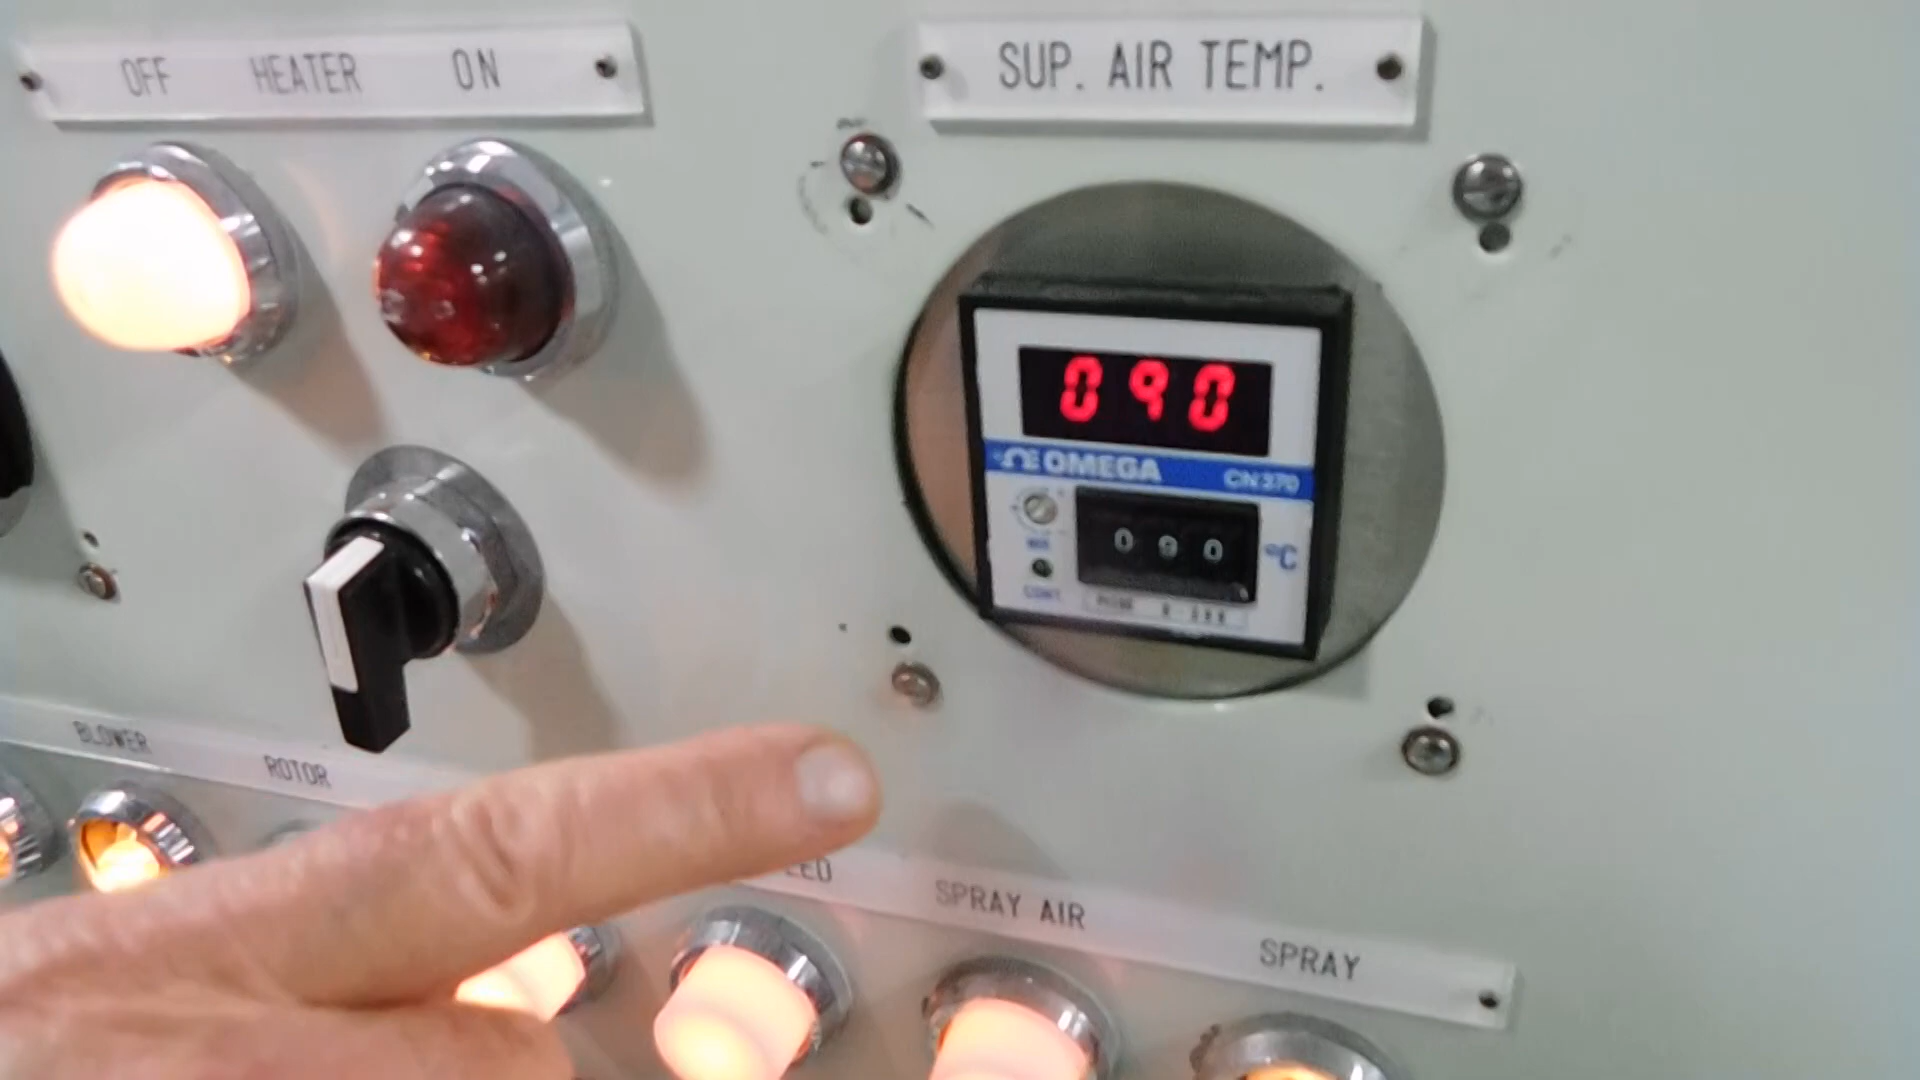 OFF HEATER ON
SUP. AIR TEMP.
090
OMEGA CN370
090 °C
BLOWER
ROTOR
SPRAY AIR
SPRAY